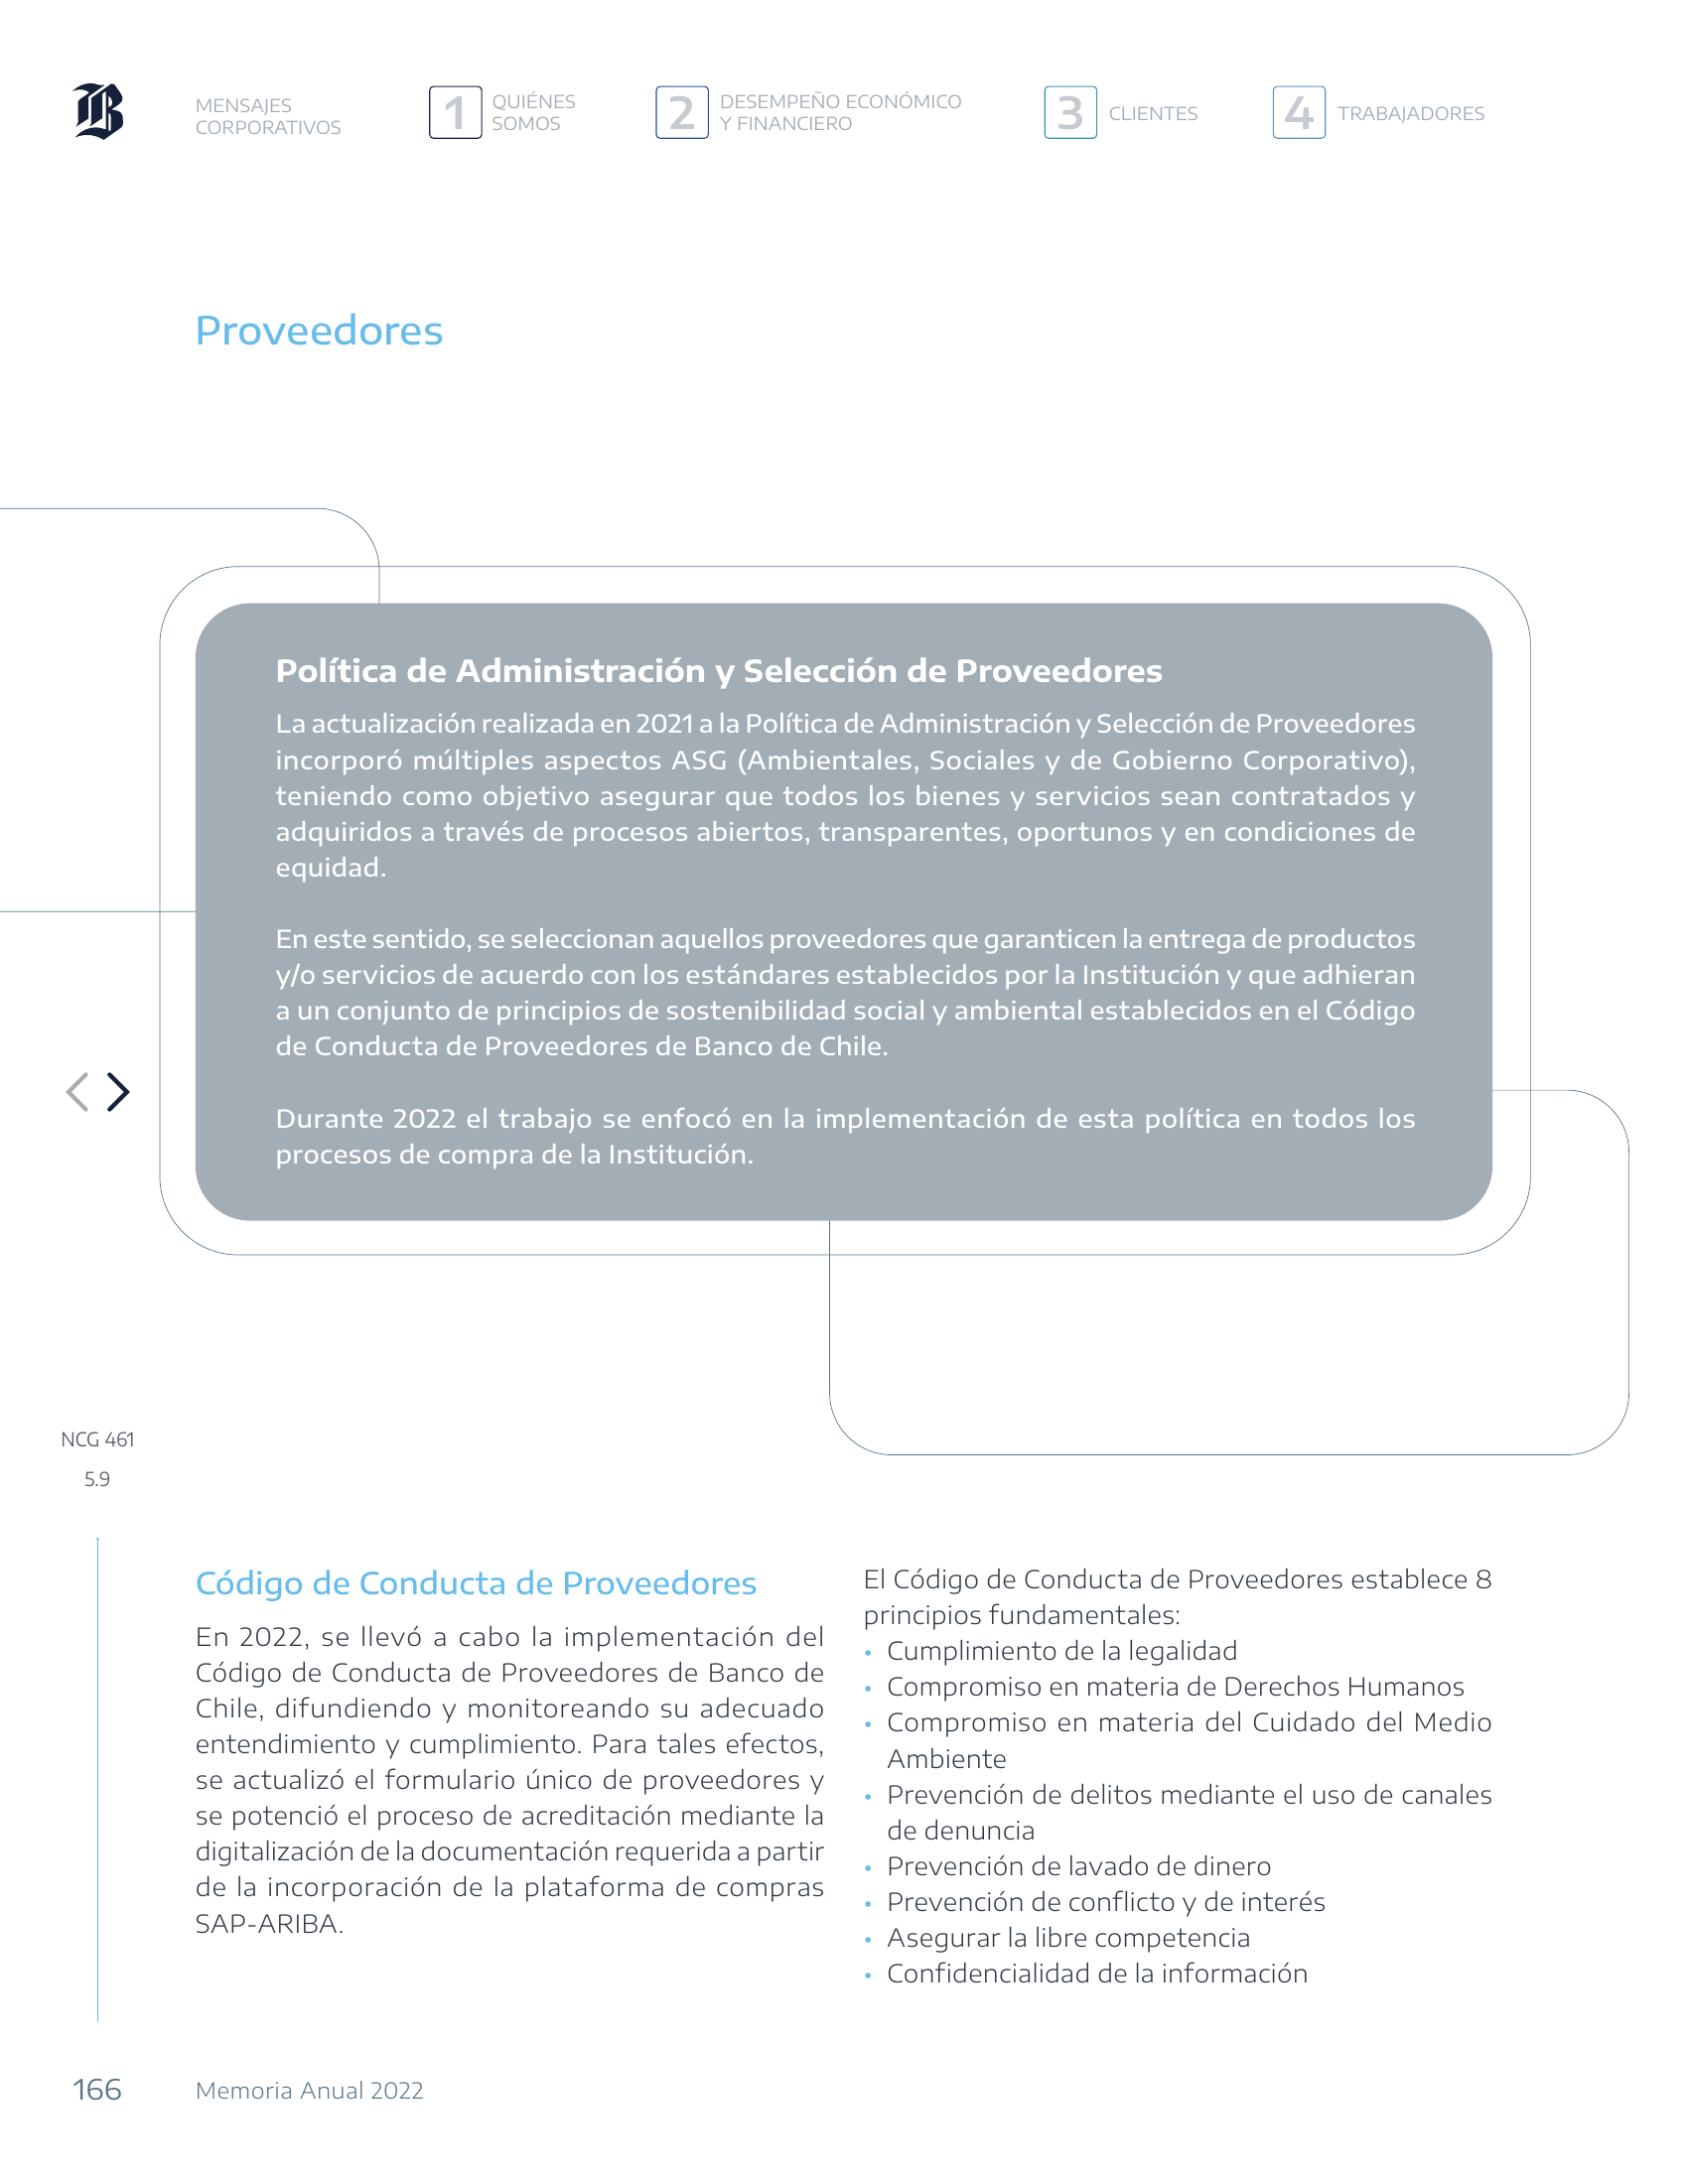 MENSAJES
CORPORATIVOS
1
QUIÉNES
SOMOS
2
DESEMPEÑO ECONÓMICO
Y FINANCIERO
3
CLIENTES
4
TRABAJADORES
Proveedores
Política de Administración y Selección de Proveedores
La actualización realizada en 2021 a la Política de Administración y Selección de Proveedores
incorporó múltiples aspectos ASG (Ambientales, Sociales y de Gobierno Corporativo),
teniendo como objetivo asegurar que todos los bienes y servicios sean contratados y
adquiridos a través de procesos abiertos, transparentes, oportunos y en condiciones de
equidad.
En este sentido, se seleccionan aquellos proveedores que garanticen la entrega de productos
y/o servicios de acuerdo con los estándares establecidos por la Institución y que adhieran
a un conjunto de principios de sostenibilidad social y ambiental establecidos en el Código
de Conducta de Proveedores de Banco de Chile.
Durante 2022 el trabajo se enfocó en la implementación de esta política en todos los
procesos de compra de la Institución.
NCG 461
5.9
Código de Conducta de Proveedores
En 2022, se llevó a cabo la implementación del
Código de Conducta de Proveedores de Banco de
Chile, difundiendo y monitoreando su adecuado
entendimiento y cumplimiento. Para tales efectos,
se actualizó el formulario único de proveedores y
se potenció el proceso de acreditación mediante la
digitalización de la documentación requerida a partir
de la incorporación de la plataforma de compras
SAP-ARIBA.
El Código de Conducta de Proveedores establece 8
principios fundamentales:
• Cumplimiento de la legalidad
• Compromiso en materia de Derechos Humanos
• Compromiso en materia del Cuidado del Medio
Ambiente
• Prevención de delitos mediante el uso de canales
de denuncia
• Prevención de lavado de dinero
• Prevención de conflicto y de interés
• Asegurar la libre competencia
• Confidencialidad de la información
166
Memoria Anual 2022